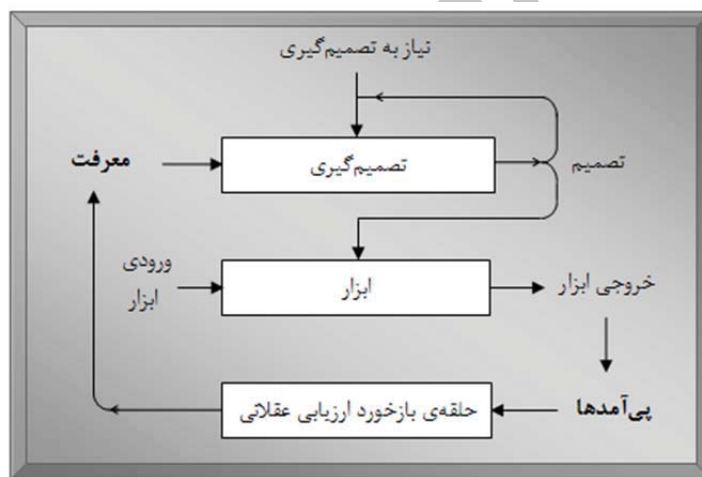 نیاز به تصمیم‌گیری
معرفت
تصمیم‌گیری
تصمیم
ورودی
ابزار
ابزار
خروجی ابزار
حلقه‌ی بازخورد ارزیابی عقلانی
پی‌آمدها